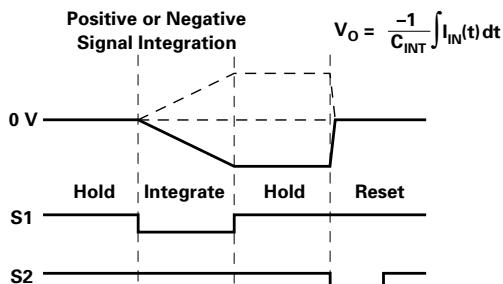 Positive or Negative
Signal Integration
V_O = -1/C_INT ∫ I_IN(t) dt
0 V
Hold Integrate Hold Reset
S1
S2